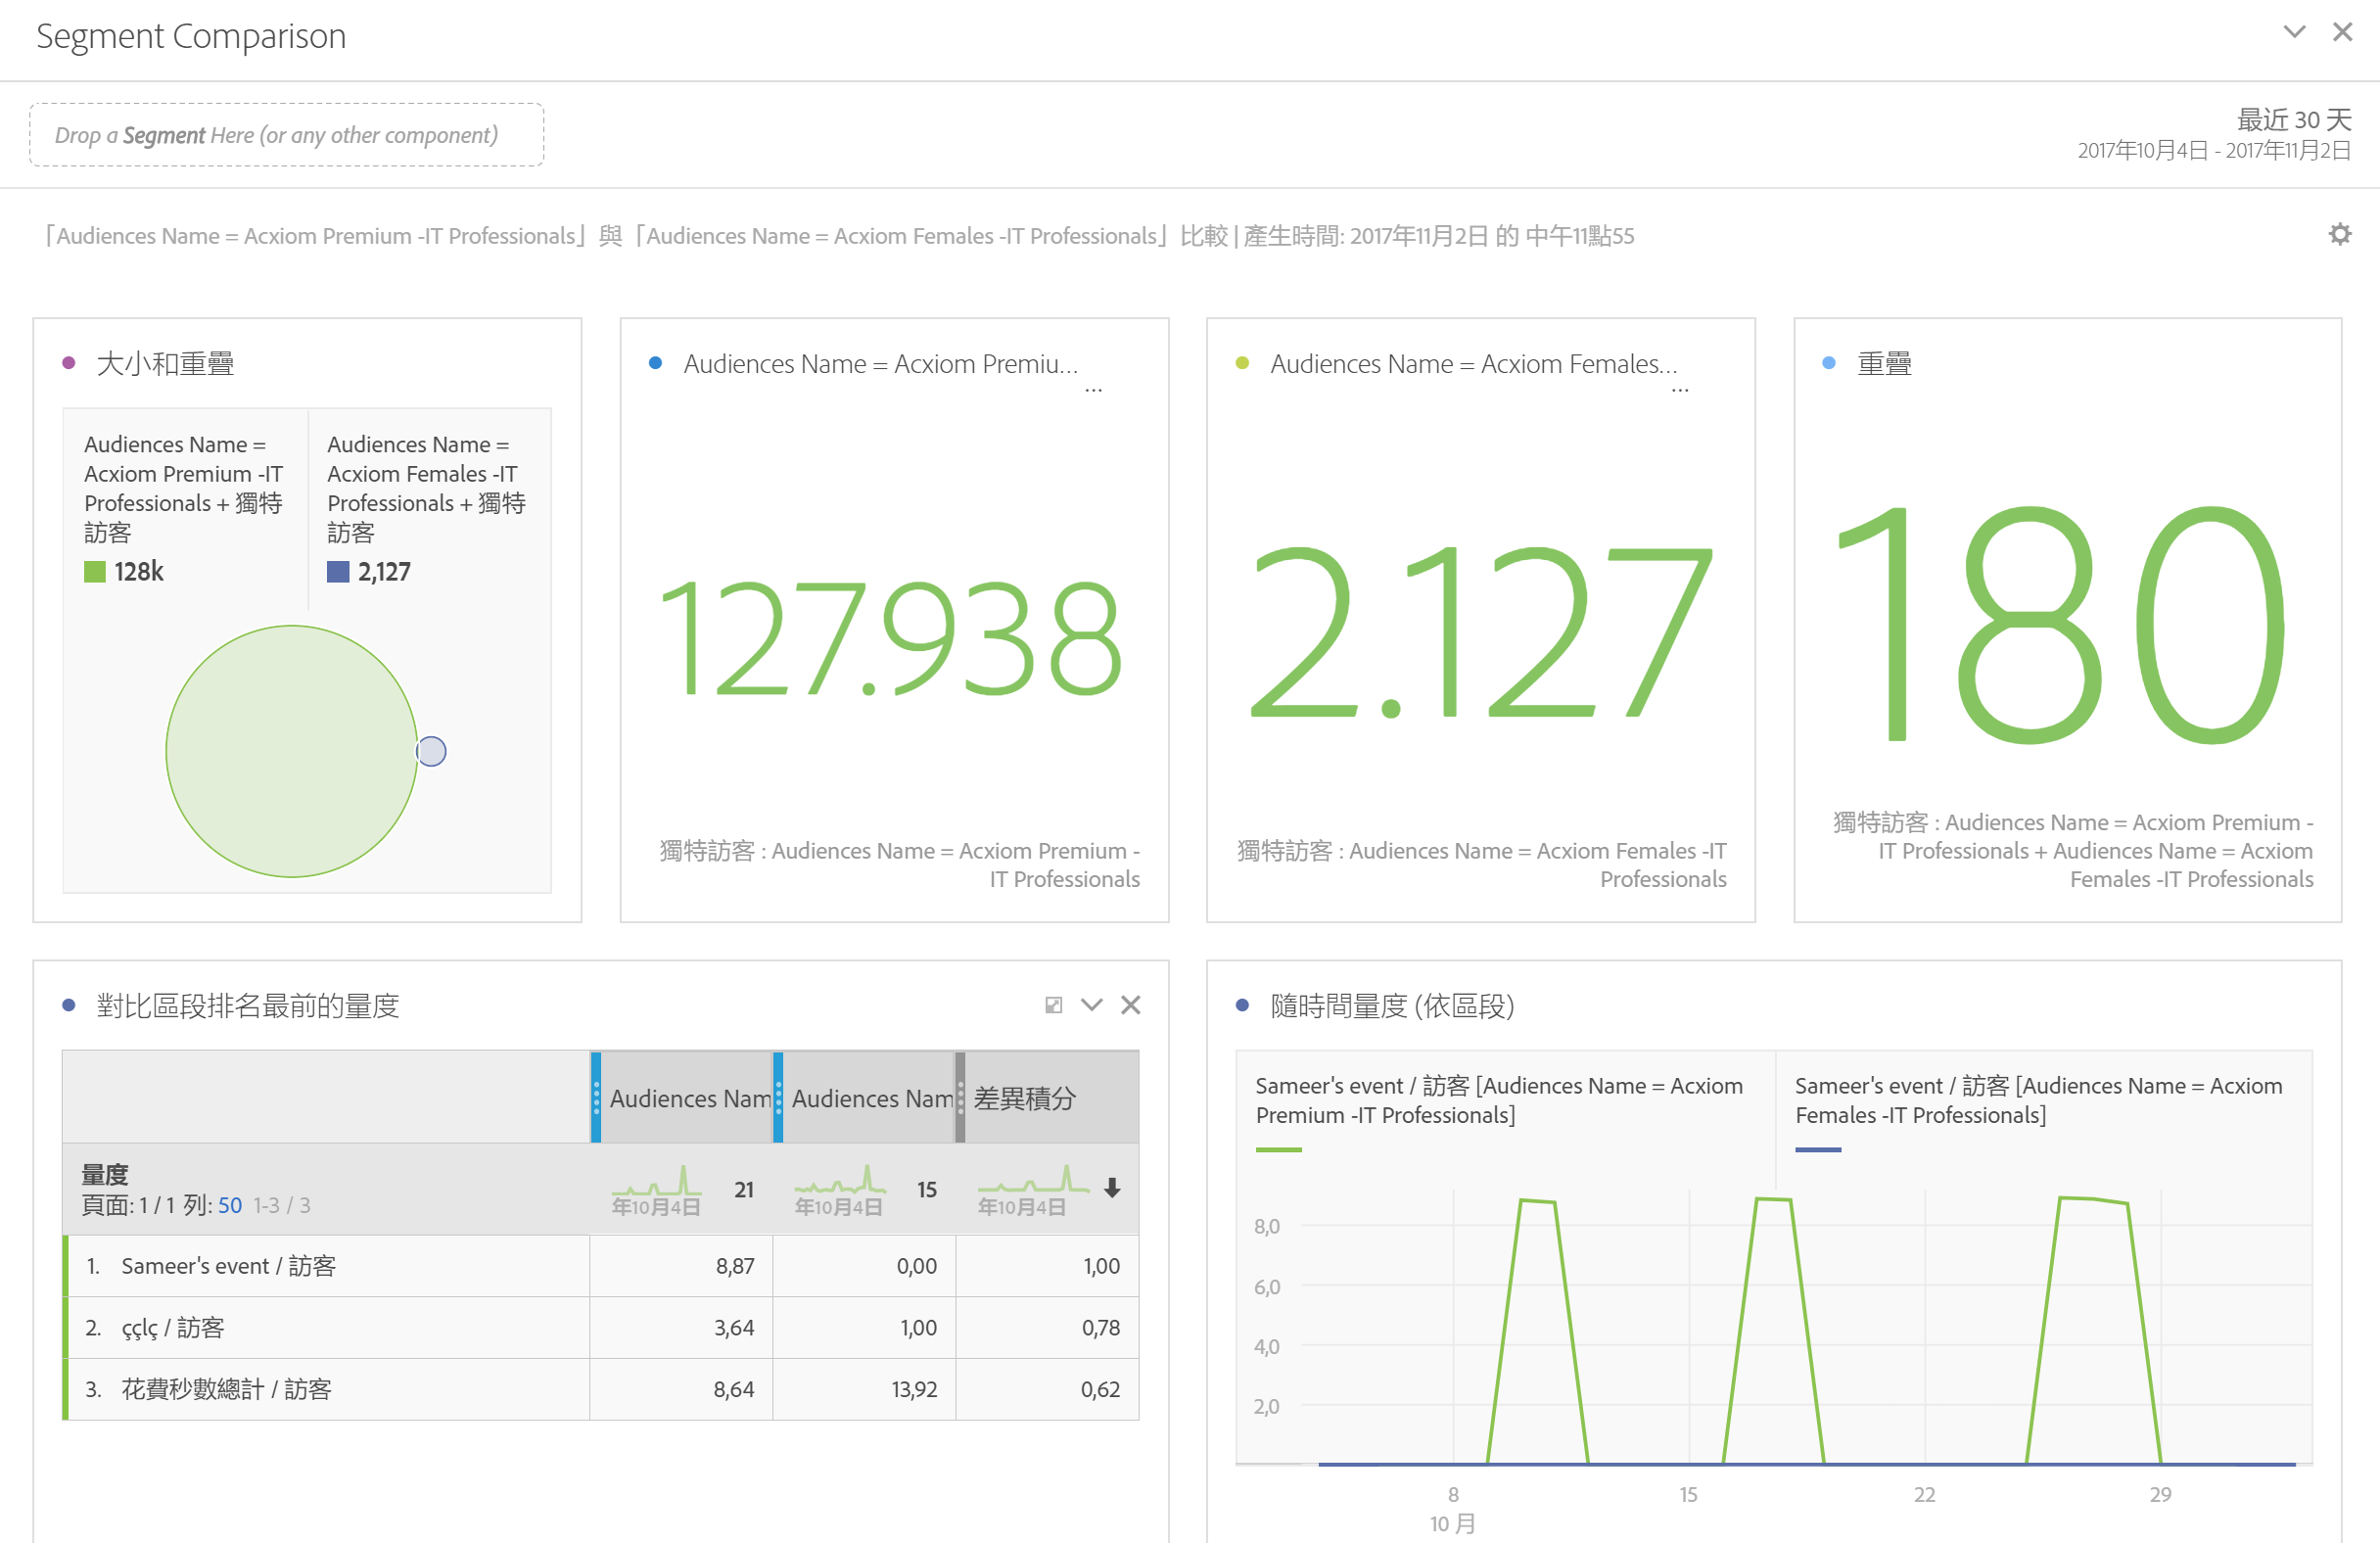 Segment Comparison
Drop a Segment Here (or any other component)
最近 30 天
2017年10月4日 - 2017年11月2日
「Audiences Name = Acxiom Premium -IT Professionals」與「Audiences Name = Acxiom Females -IT Professionals」比較 | 產生時間: 2017年11月2日 的 中午11點55
大小和重疊
Audiences Name =
Acxiom Premium -IT
Professionals + 獨特
訪客
128k
Audiences Name =
Acxiom Females -IT
Professionals + 獨特
訪客
2,127
Audiences Name = Acxiom Premiu...
...
127.938
獨特訪客 : Audiences Name = Acxiom Premium -
IT Professionals
Audiences Name = Acxiom Females...
...
2.127
獨特訪客 : Audiences Name = Acxiom Females -IT
Professionals
重疊
180
獨特訪客 : Audiences Name = Acxiom Premium -
IT Professionals + Audiences Name = Acxiom
Females -IT Professionals
對比區段排名最前的量度
Audiences Nam
Audiences Nam
差異積分
量度
頁面: 1 / 1 列: 50 1-3 / 3
年10月4日
21
年10月4日
15
年10月4日
1. Sameer's event / 訪客 8,87 0,00 1,00
2. ççlç / 訪客 3,64 1,00 0,78
3. 花費秒數總計 / 訪客 8,64 13,92 0,62
隨時間量度 (依區段)
Sameer's event / 訪客 [Audiences Name = Acxiom
Premium -IT Professionals]
Sameer's event / 訪客 [Audiences Name = Acxiom
Females -IT Professionals]
8,0
6,0
4,0
2,0
8 15 22 29
10 月